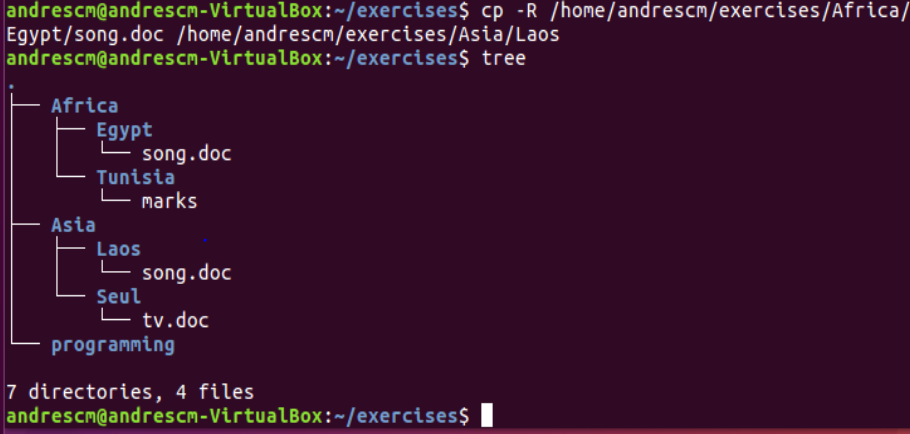 andrescm@andrescm-VirtualBox:~/exercises$ cp -R /home/andrescm/exercises/Africa/
Egypt/song.doc /home/andrescm/exercises/Asia/Laos
andrescm@andrescm-VirtualBox:~/exercises$ tree
.
├── Africa
│   ├── Egypt
│   │   └── song.doc
│   └── Tunisia
│       └── marks
├── Asia
│   ├── Laos
│   │   └── song.doc
│   └── Seul
│       └── tv.doc
└── programming

7 directories, 4 files
andrescm@andrescm-VirtualBox:~/exercises$